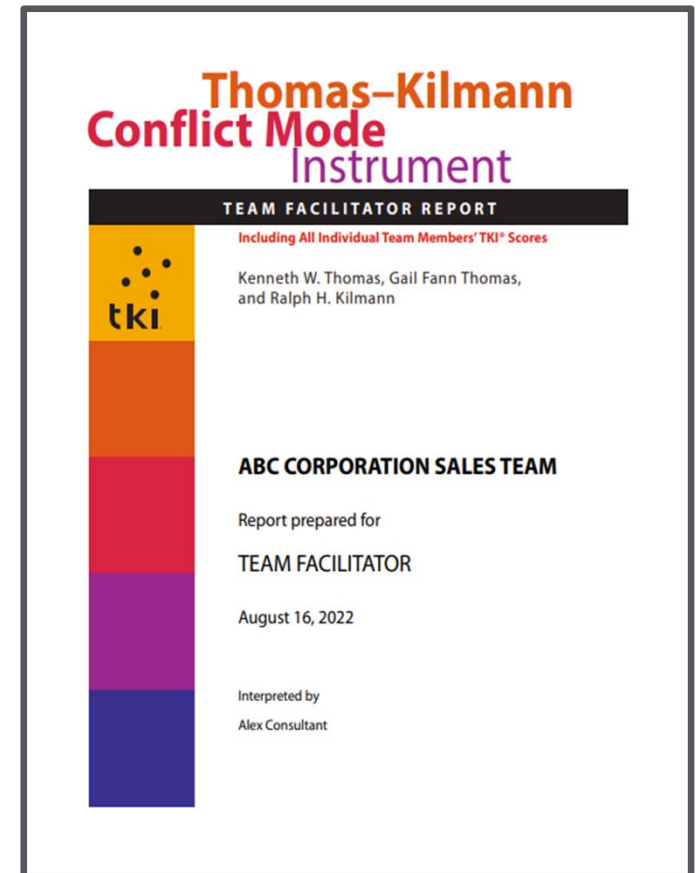 Thomas–Kilmann
Conflict Mode
Instrument
TEAM FACILITATOR REPORT
Including All Individual Team Members' TKI® Scores
Kenneth W. Thomas, Gail Fann Thomas,
and Ralph H. Kilmann
tki
ABC CORPORATION SALES TEAM
Report prepared for
TEAM FACILITATOR
August 16, 2022
Interpreted by
Alex Consultant